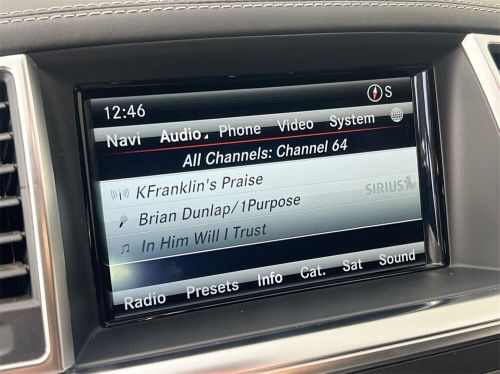 12:46 S
Navi Audio Phone Video System
All Channels: Channel 64
KFranklin's Praise
SIRIUS
Brian Dunlap/1Purpose
In Him Will I Trust
Radio Presets Info Cat. Sat Sound